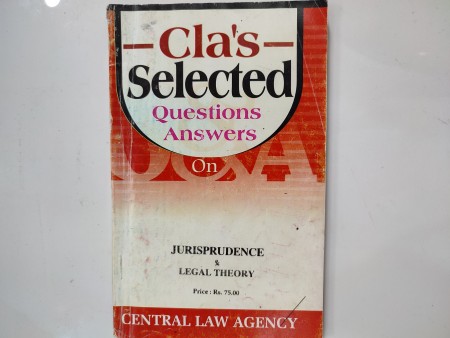 Cla's
Selected
Questions
Answers
Q&A
On
JURISPRUDENCE
&
LEGAL THEORY
Price : Rs. 75.00
CENTRAL LAW AGENCY